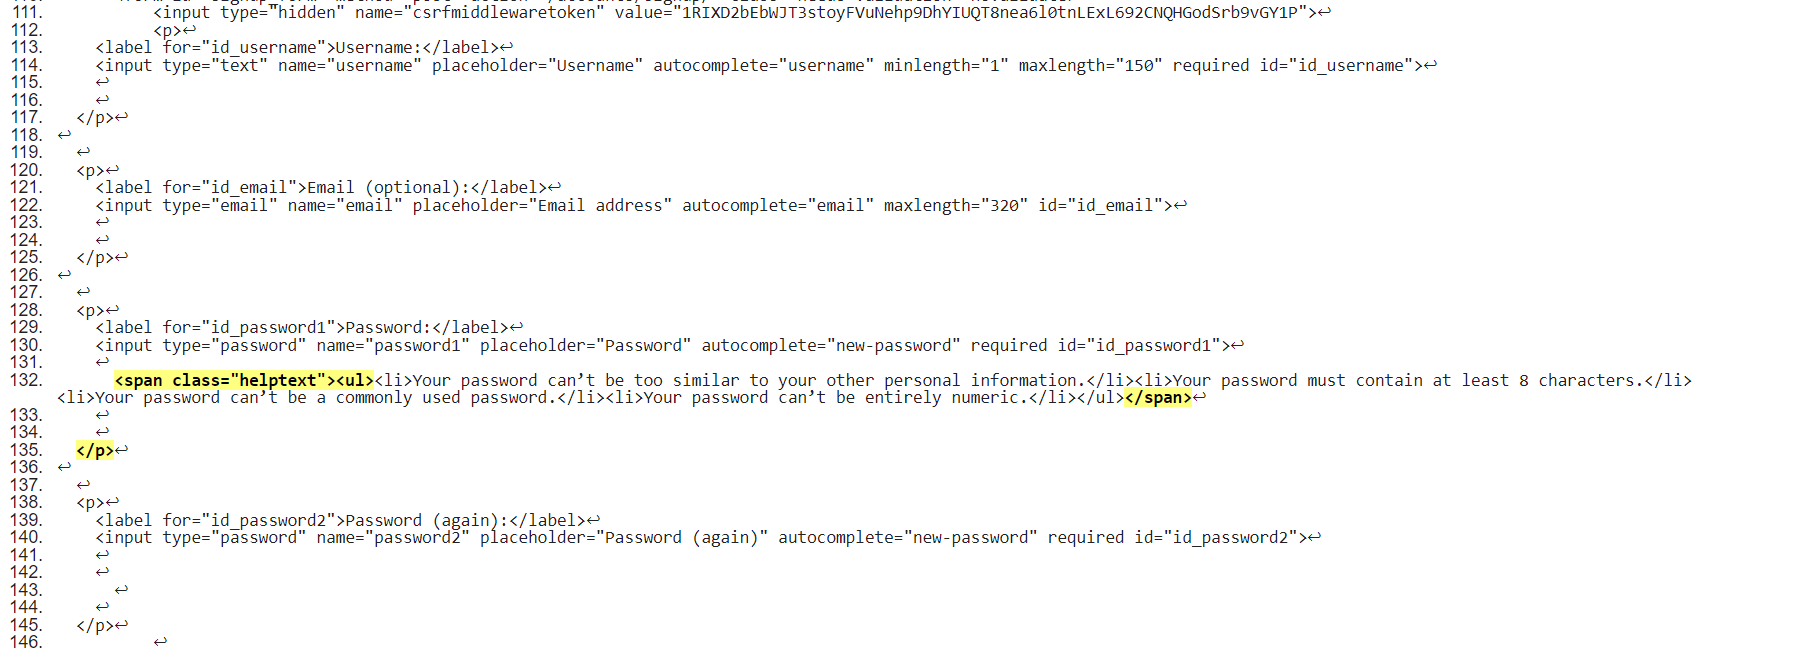 111. <input type="hidden" name="csrfmiddlewaretoken" value="1RIXD2bEbWJT3stoyFVuNehp9DhYIUQT8nea6l0tnLExL692CNQHGodSrb9vGY1P">↩
112. <p>↩
113. <label for="id_username">Username:</label>↩
114. <input type="text" name="username" placeholder="Username" autocomplete="username" minlength="1" maxlength="150" required id="id_username">↩
115. ↩
116. ↩
117. </p>↩
118. ↩
119. ↩
120. <p>↩
121. <label for="id_email">Email (optional):</label>↩
122. <input type="email" name="email" placeholder="Email address" autocomplete="email" maxlength="320" id="id_email">↩
123. ↩
124. ↩
125. </p>↩
126. ↩
127. ↩
128. <p>↩
129. <label for="id_password1">Password:</label>↩
130. <input type="password" name="password1" placeholder="Password" autocomplete="new-password" required id="id_password1">↩
131. ↩
132. <span class="helptext"><ul><li>Your password can’t be too similar to your other personal information.</li><li>Your password must contain at least 8 characters.</li>
<li>Your password can’t be a commonly used password.</li><li>Your password can’t be entirely numeric.</li></ul></span>↩
133. ↩
134. ↩
135. </p>↩
136. ↩
137. ↩
138. <p>↩
139. <label for="id_password2">Password (again):</label>↩
140. <input type="password" name="password2" placeholder="Password (again)" autocomplete="new-password" required id="id_password2">↩
141. ↩
142. ↩
143. ↩
144. ↩
145. </p>↩
146. ↩